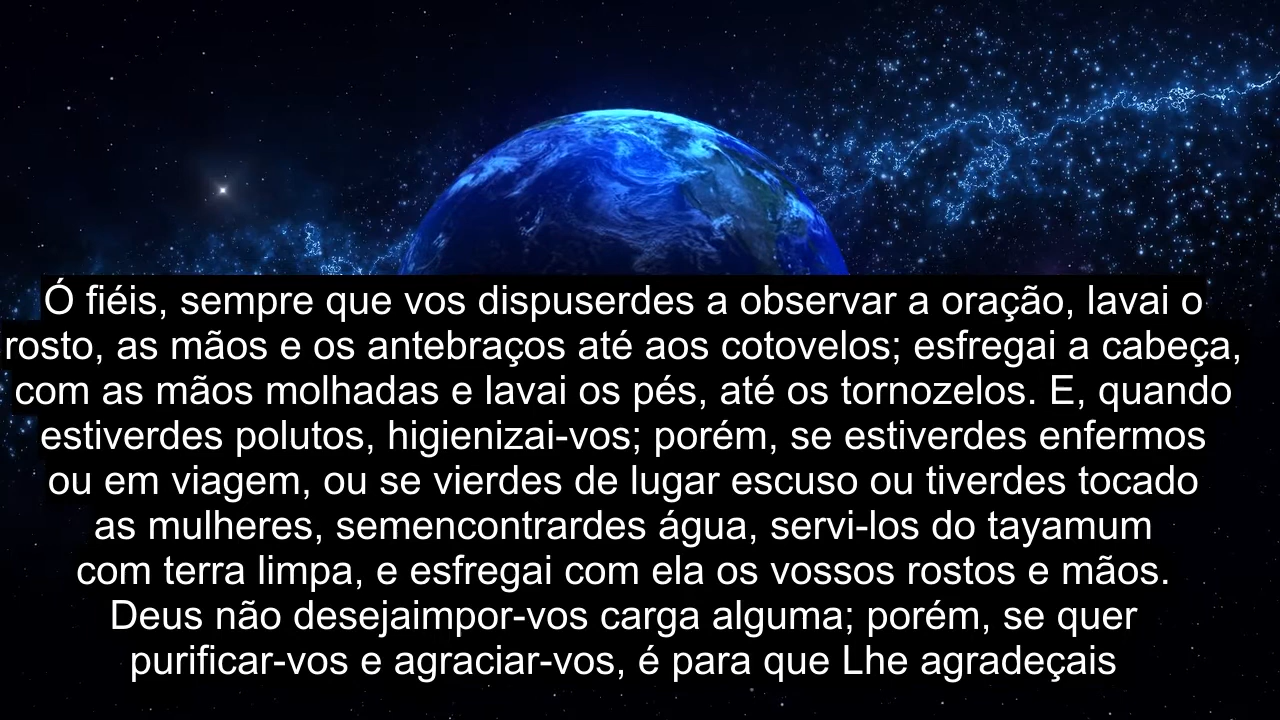 Ó fiéis, sempre que vos dispuserdes a observar a oração, lavai o
rosto, as mãos e os antebraços até aos cotovelos; esfregai a cabeça,
com as mãos molhadas e lavai os pés, até os tornozelos. E, quando
estiverdes polutos, higienizai-vos; porém, se estiverdes enfermos
ou em viagem, ou se vierdes de lugar escuso ou tiverdes tocado
as mulheres, semencontrardes água, servi-los do tayamum
com terra limpa, e esfregai com ela os vossos rostos e mãos.
Deus não desejaimpor-vos carga alguma; porém, se quer
purificar-vos e agraciar-vos, é para que Lhe agradeçais